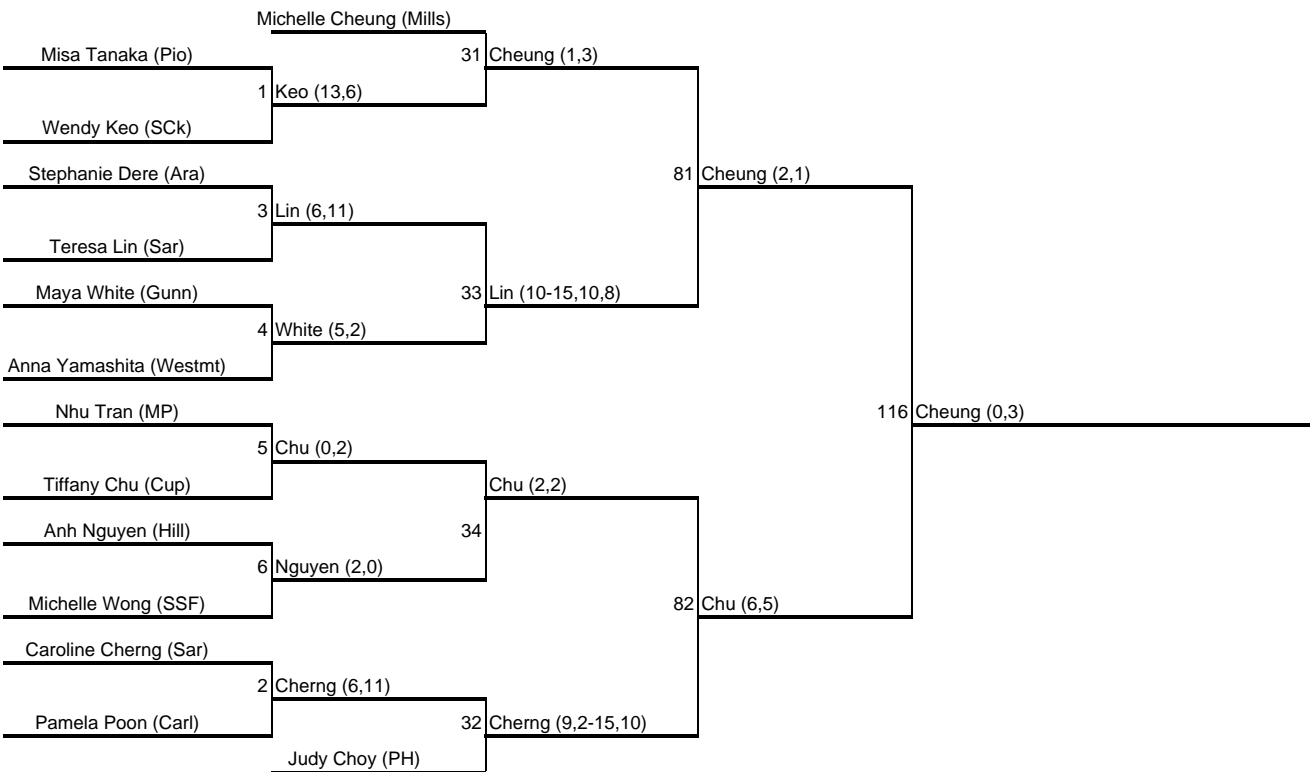 Michelle Cheung (Mills)
Misa Tanaka (Pio)
31 Cheung (1,3)
1 Keo (13,6)
Wendy Keo (SCk)
Stephanie Dere (Ara)
81 Cheung (2,1)
3 Lin (6,11)
Teresa Lin (Sar)
Maya White (Gunn)
33 Lin (10-15,10,8)
4 White (5,2)
Anna Yamashita (Westmt)
Nhu Tran (MP)
116 Cheung (0,3)
5 Chu (0,2)
Tiffany Chu (Cup)
Chu (2,2)
Anh Nguyen (Hill)
34
6 Nguyen (2,0)
Michelle Wong (SSF)
82 Chu (6,5)
Caroline Cherng (Sar)
2 Cherng (6,11)
Pamela Poon (Carl)
32 Cherng (9,2-15,10)
Judy Choy (PH)